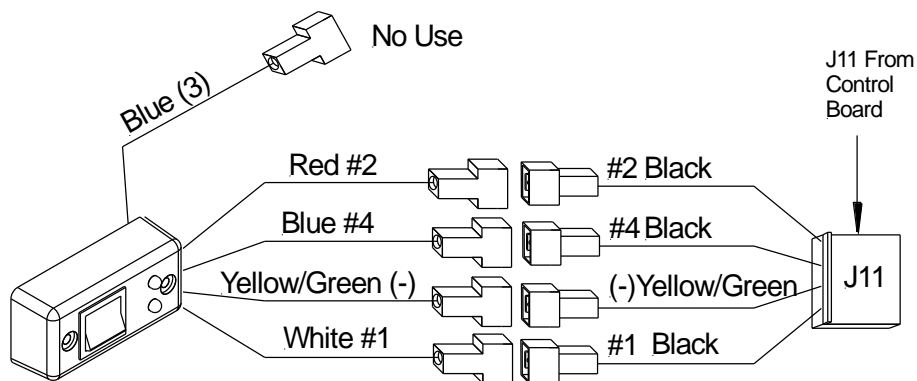 No Use
J11 From
Control
Board
Blue (3)
Red #2
#2 Black
Blue #4
#4 Black
Yellow/Green (-)
(-)Yellow/Green
J11
White #1
#1 Black